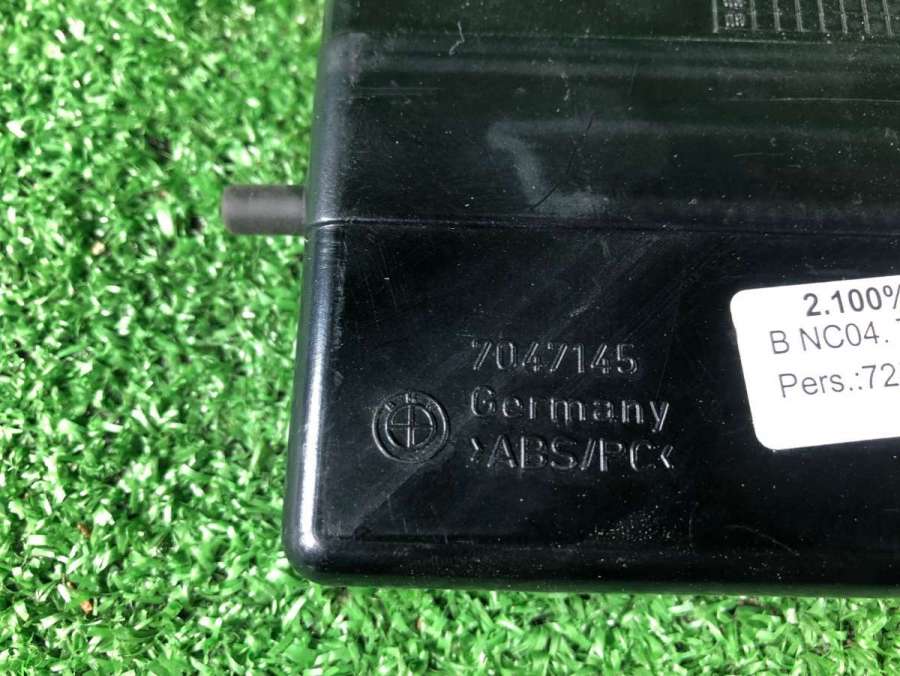 2.100%
B NC04.
Pers.:72
7047145
Germany
>ABS/PC<